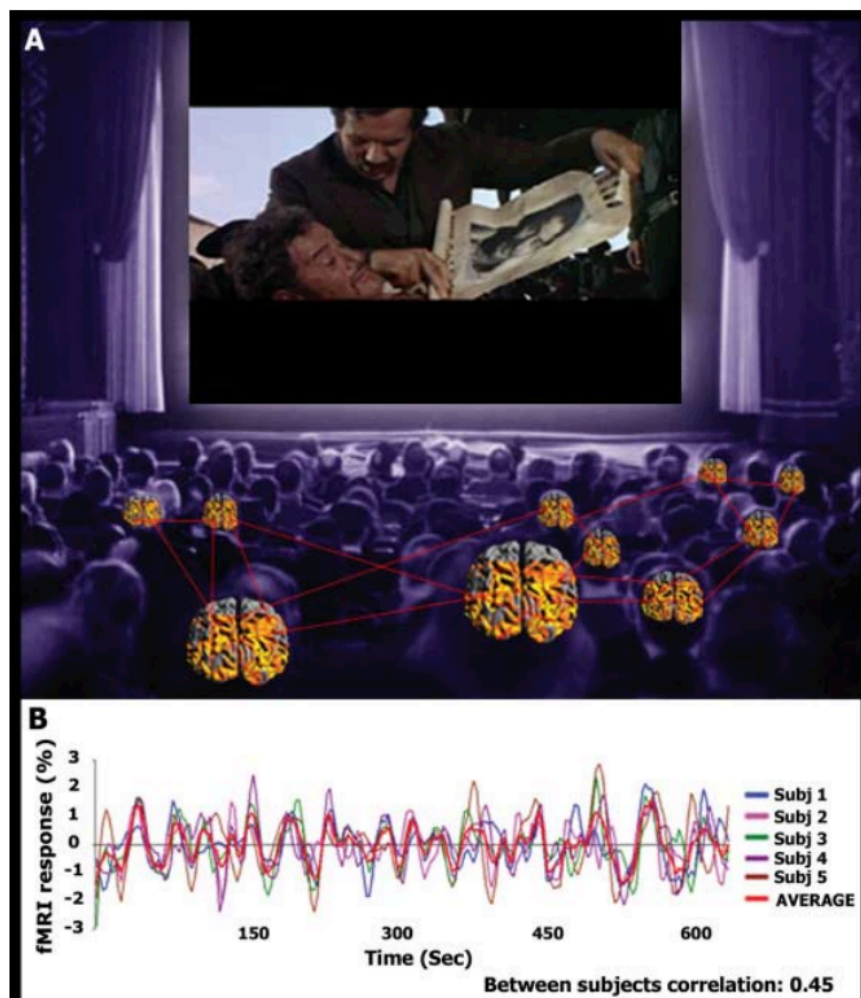 A
B
fMRI response (%)
3
2
1
0
-1
-2
-3
150
300
450
600
Time (Sec)
Subj 1
Subj 2
Subj 3
Subj 4
Subj 5
AVERAGE
Between subjects correlation: 0.45